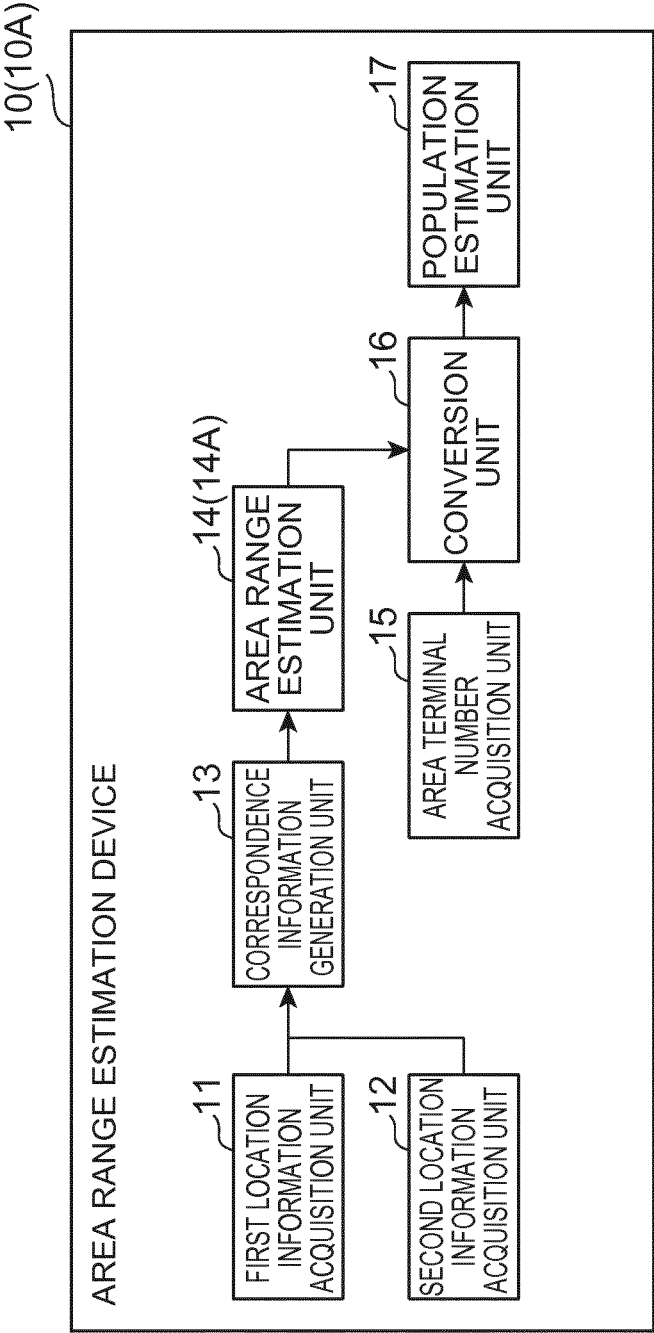 10(10A)
AREA RANGE ESTIMATION DEVICE
11
FIRST LOCATION
INFORMATION
ACQUISITION UNIT
12
SECOND LOCATION
INFORMATION
ACQUISITION UNIT
13
CORRESPONDENCE
INFORMATION
GENERATION UNIT
14(14A)
AREA RANGE
ESTIMATION
UNIT
15
AREA TERMINAL
NUMBER
ACQUISITION UNIT
16
CONVERSION
UNIT
17
POPULATION
ESTIMATION
UNIT